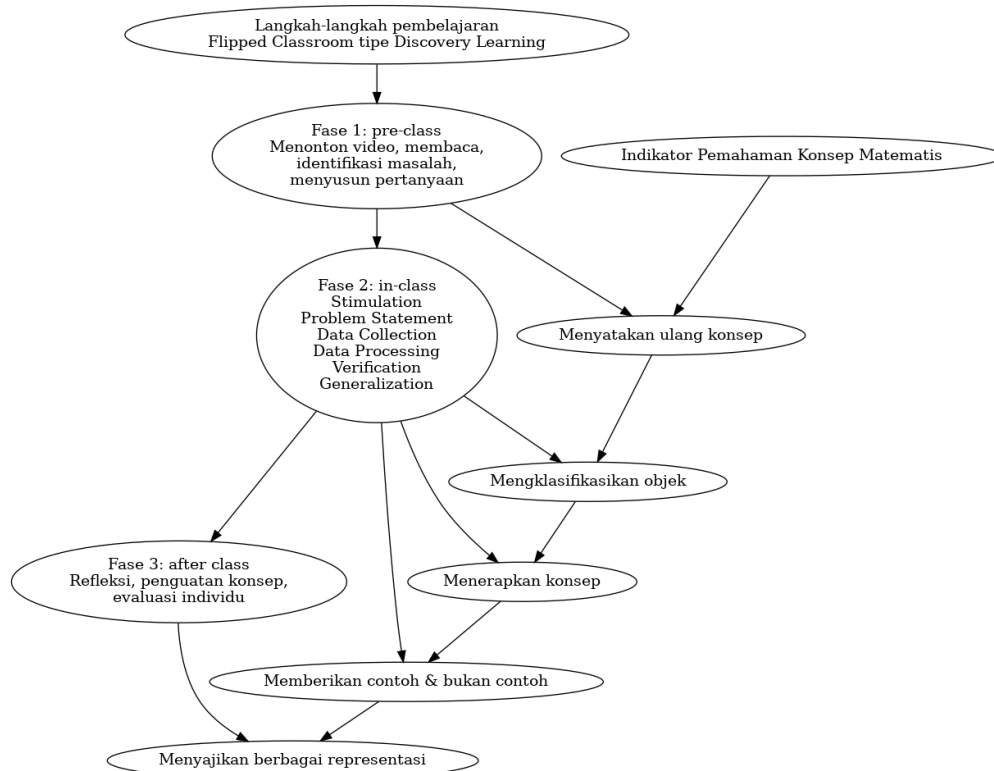 Langkah-langkah pembelajaran
Flipped Classroom tipe Discovery Learning
Fase 1: pre-class
Menonton video, membaca,
identifikasi masalah,
menyusun pertanyaan
Indikator Pemahaman Konsep Matematis
Fase 2: in-class
Stimulation
Problem Statement
Data Collection
Data Processing
Verification
Generalization
Menyatakan ulang konsep
Mengklasifikasikan objek
Fase 3: after class
Refleksi, penguatan konsep,
evaluasi individu
Menerapkan konsep
Memberikan contoh & bukan contoh
Menyajikan berbagai representasi